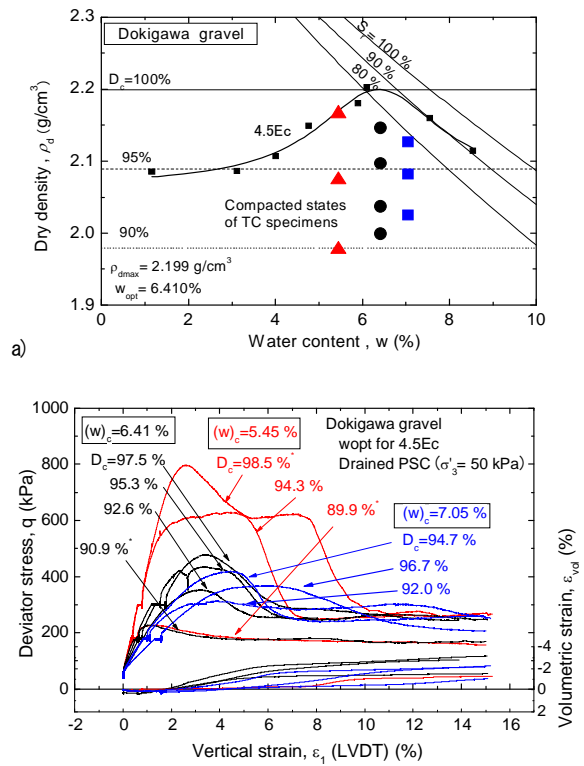 2.3
2.2
2.1
2.0
1.9
Dry density , ρd (g/cm3)
Dokigawa gravel
Sr= 100 %
90 %
80 %
Dc=100%
4.5Ec
95%
Compacted states
of TC specimens
90%
ρdmax = 2.199 g/cm3
wopt = 6.410%
0 2 4 6 8 10
Water content , w (%)
a)
1000
800
600
400
200
0
Deviator stress, q (kPa)
(w)c=6.41 %
Dc=97.5 %
95.3 %
92.6 %
90.9 %*
(w)c=5.45 %
Dc=98.5 %*
94.3 %
89.9 %*
Dokigawa gravel
wopt for 4.5Ec
Drained PSC (σ'3= 50 kPa)
(w)c=7.05 %
Dc=94.7 %
96.7 %
92.0 %
-4
-2
0
2
Volumetric strain, εvol (%)
0 2 4 6 8 10 12 14 16
Vertical strain, ε1 (LVDT) (%)